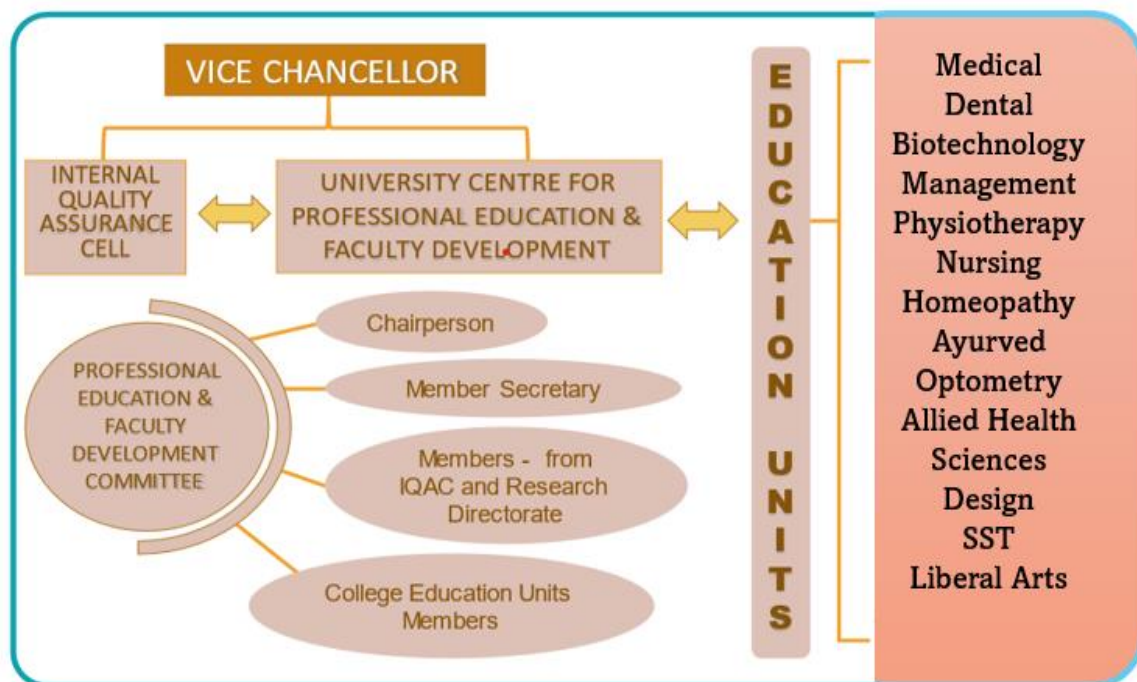 VICE CHANCELLOR
INTERNAL
QUALITY
ASSURANCE
CELL
UNIVERSITY CENTRE FOR
PROFESSIONAL EDUCATION &
FACULTY DEVELOPMENT
PROFESSIONAL
EDUCATION &
FACULTY
DEVELOPMENT
COMMITTEE
Chairperson
Member Secretary
Members - from
IQAC and Research
Directorate
College Education Units
Members
EDUCATION UNITS
Medical
Dental
Biotechnology
Management
Physiotherapy
Nursing
Homeopathy
Ayurved
Optometry
Allied Health
Sciences
Design
SST
Liberal Arts